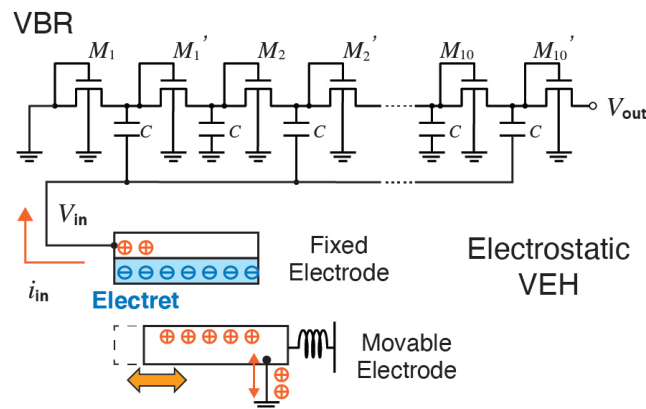 VBR
M1 M1' M2 M2' M10 M10'
C C C C C
Vout
Vin
iin
Fixed
Electrode
Electret
Electrostatic
VEH
Movable
Electrode